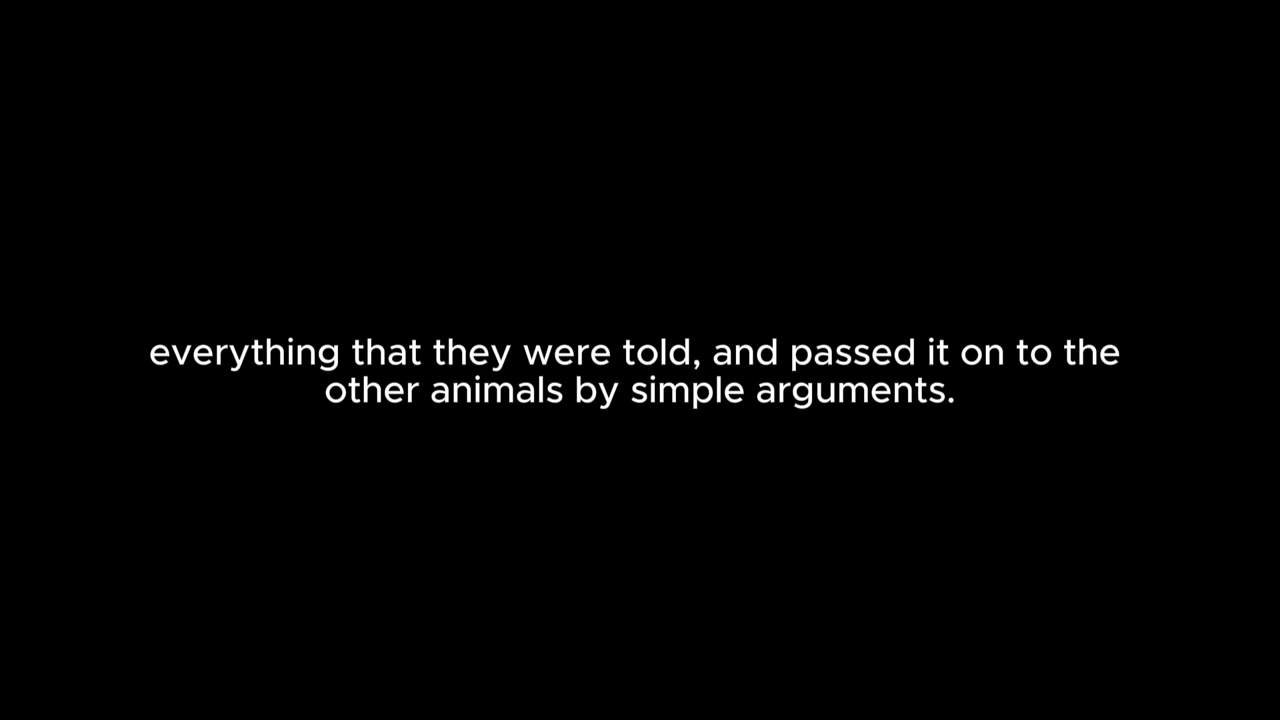 everything that they were told, and passed it on to the
other animals by simple arguments.